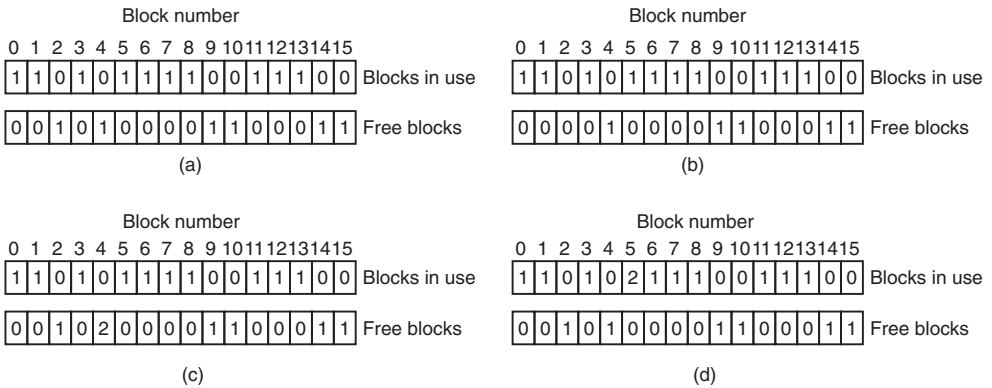 Block number
0 1 2 3 4 5 6 7 8 9 10 11 12 13 14 15
1 1 0 1 0 1 1 1 1 0 0 1 1 1 0 0 Blocks in use
0 0 1 0 1 0 0 0 0 1 1 0 0 0 1 1 Free blocks
(a)
Block number
0 1 2 3 4 5 6 7 8 9 10 11 12 13 14 15
1 1 0 1 0 1 1 1 1 0 0 1 1 1 0 0 Blocks in use
0 0 0 0 1 0 0 0 0 1 1 0 0 0 1 1 Free blocks
(b)
Block number
0 1 2 3 4 5 6 7 8 9 10 11 12 13 14 15
1 1 0 1 0 1 1 1 1 0 0 1 1 1 0 0 Blocks in use
0 0 1 0 2 0 0 0 0 1 1 0 0 0 1 1 Free blocks
(c)
Block number
0 1 2 3 4 5 6 7 8 9 10 11 12 13 14 15
1 1 0 1 0 2 1 1 1 0 0 1 1 1 0 0 Blocks in use
0 0 1 0 1 0 0 0 0 1 1 0 0 0 1 1 Free blocks
(d)